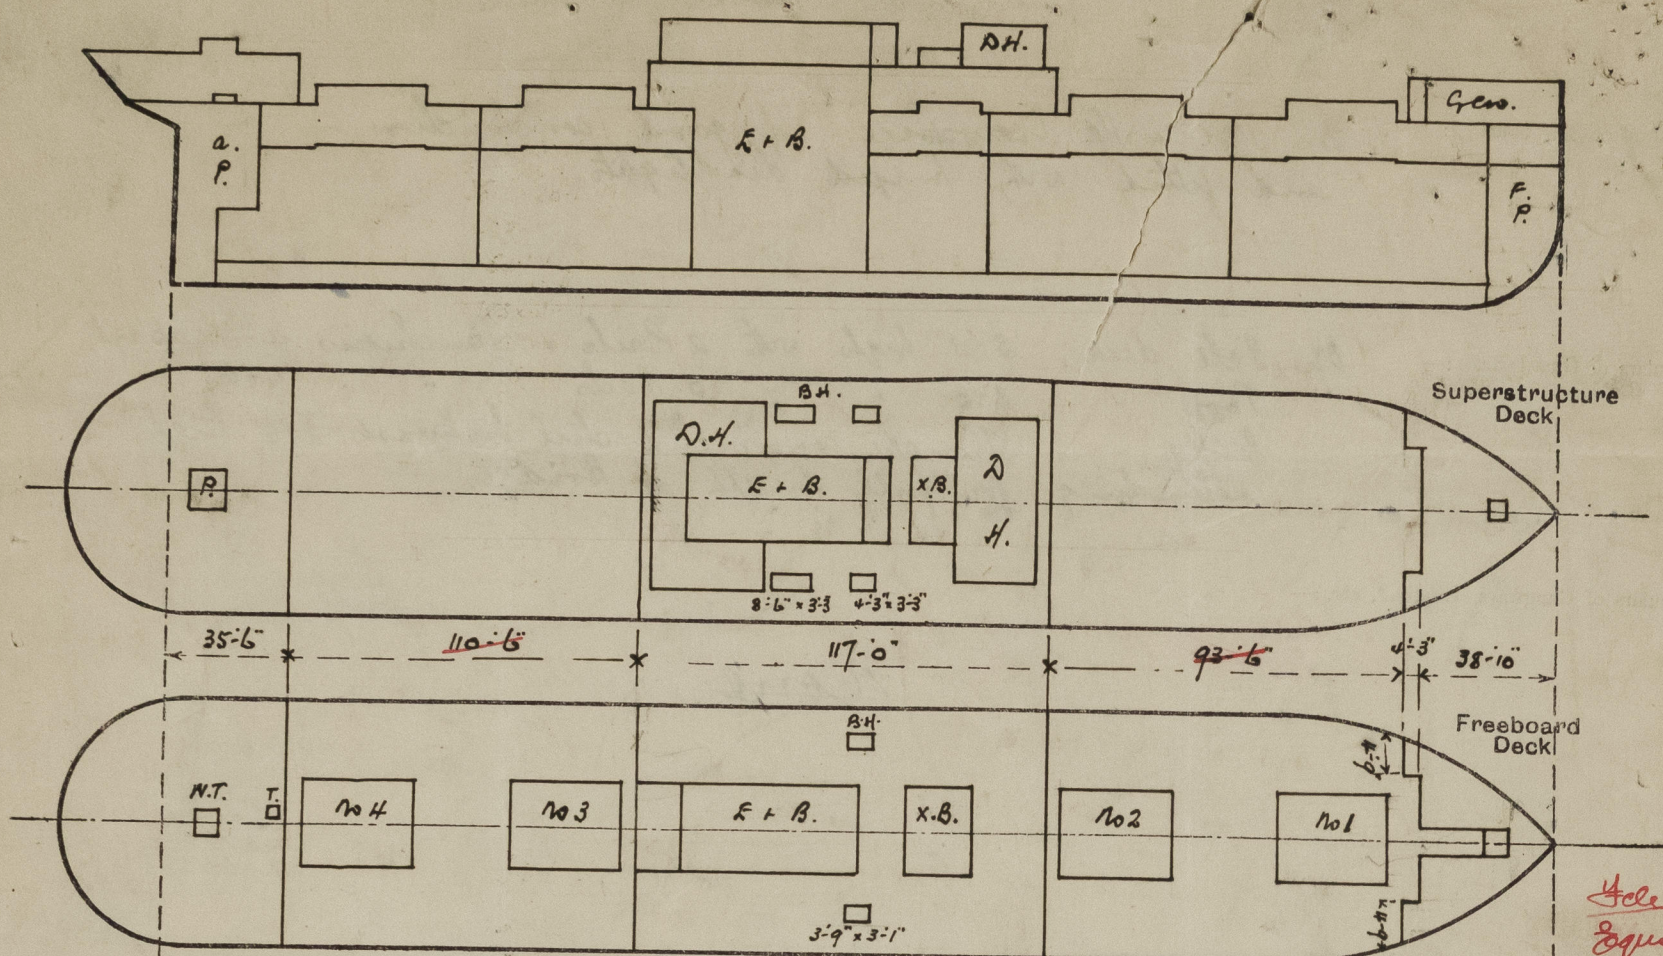 D.H.
Crew.
a.
P.
E + B.
F.
P.
Superstructure
Deck
B.H.
D.H.
P.
E + B.
x.B.
D
H.
8'-6" x 3'-3 4'-3" x 3'-3"
35'-6" 110'-6" 117'-0" 93'-6" 4'-3" 38'-10"
Freeboard
Deck
B.H.
W.T. T.
No 4 No 3 E + B. x.B. No 2 No 1
3'-9" x 3'-1"